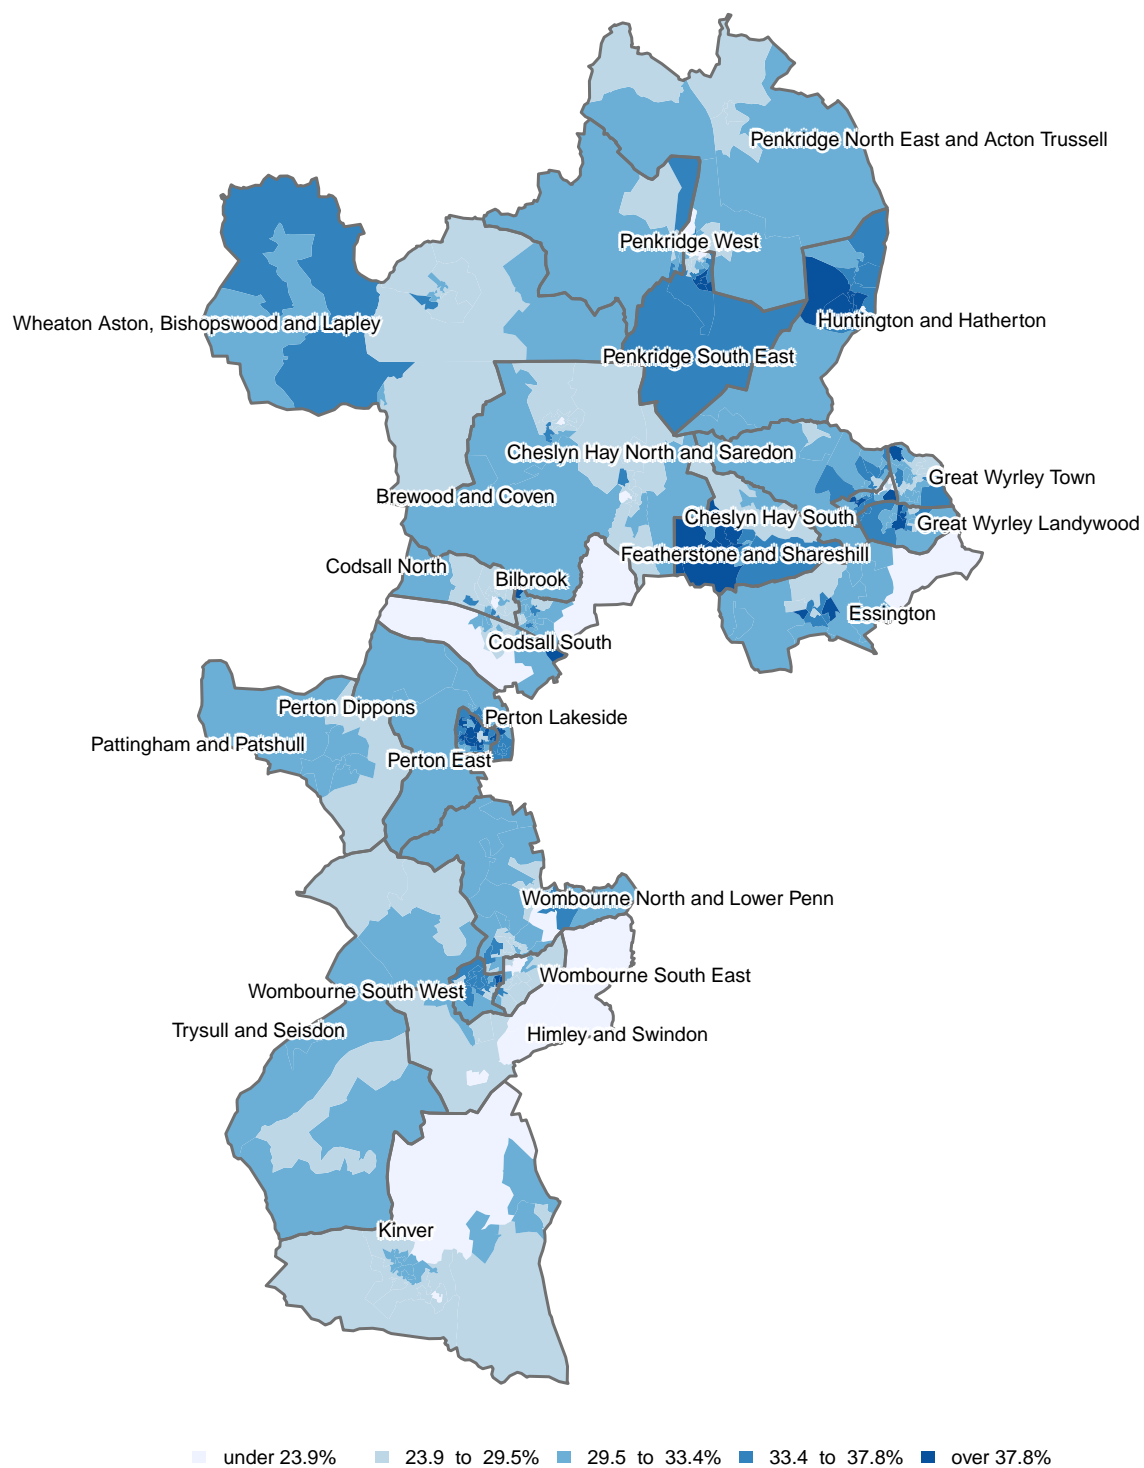 Penkridge North East and Acton Trussell
Penkridge West
Huntington and Hatherton
Wheaton Aston, Bishopswood and Lapley
Penkridge South East
Cheslyn Hay North and Saredon
Great Wyrley Town
Brewood and Coven
Cheslyn Hay South
Great Wyrley Landywood
Featherstone and Shareshill
Codsall North
Bilbrook
Essington
Codsall South
Perton Dippons
Perton Lakeside
Pattingham and Patshull
Perton East
Wombourne North and Lower Penn
Wombourne South East
Wombourne South West
Trysull and Seisdon
Himley and Swindon
Kinver
under 23.9% 23.9 to 29.5% 29.5 to 33.4% 33.4 to 37.8% over 37.8%